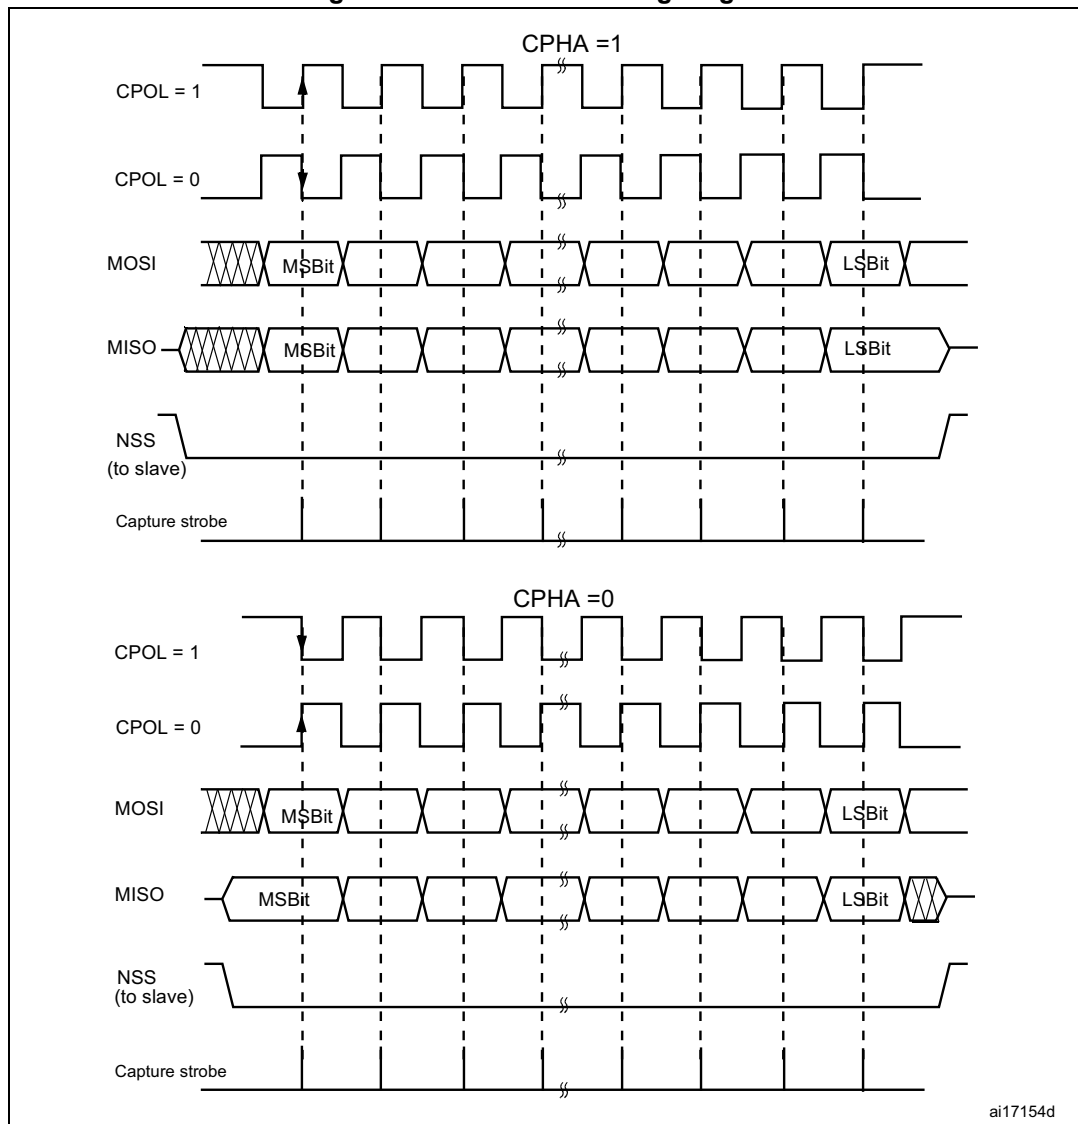 CPHA =1
CPOL = 1
CPOL = 0
MOSI MSBit LSBit
MISO MSBit LSBit
NSS
(to slave)
Capture strobe
CPHA =0
CPOL = 1
CPOL = 0
MOSI MSBit LSBit
MISO MSBit LSBit
NSS
(to slave)
Capture strobe
ai17154d